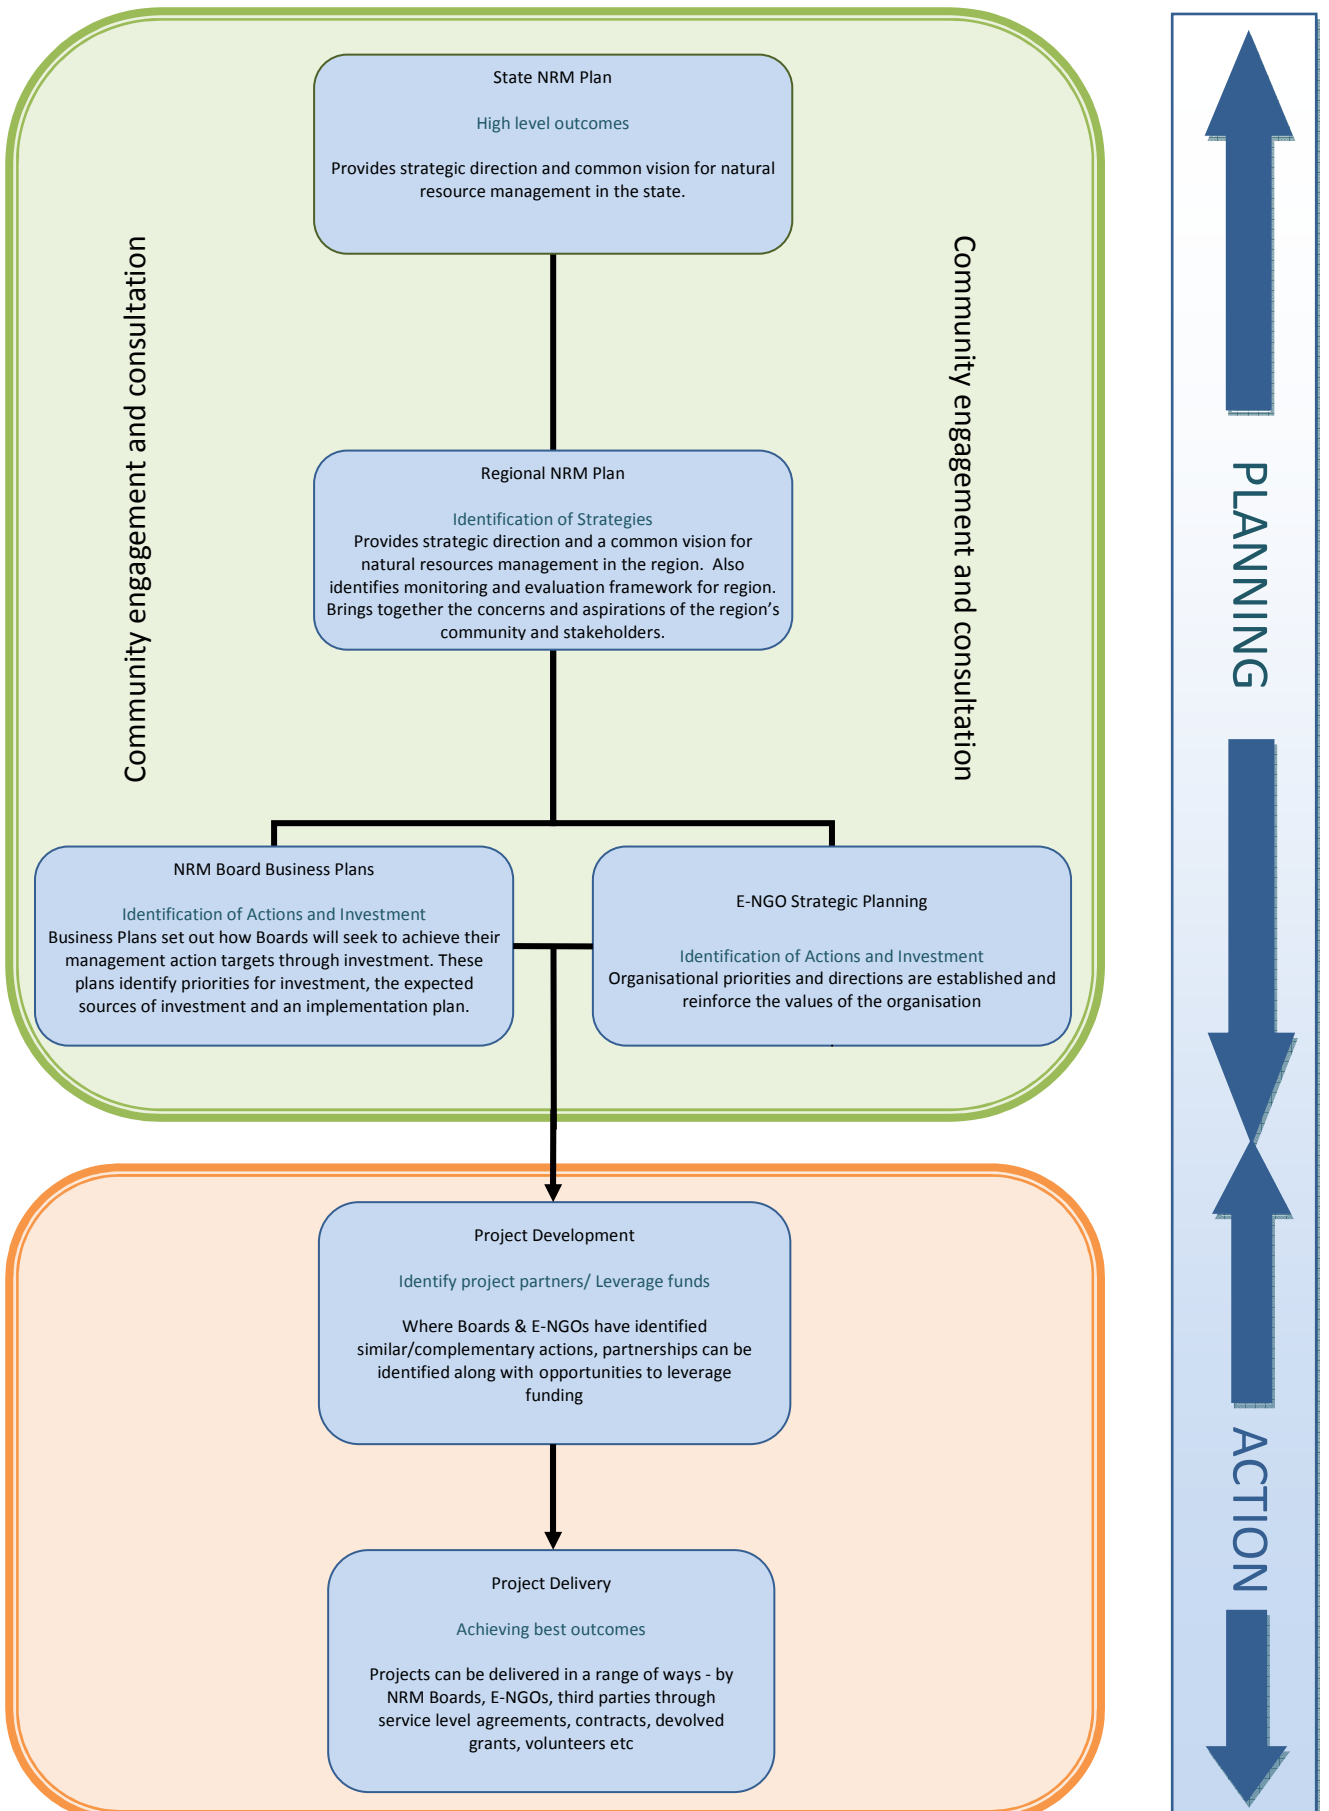 State NRM Plan
High level outcomes
Provides strategic direction and common vision for natural
resource management in the state.
Community engagement and consultation
Community engagement and consultation
Regional NRM Plan
Identification of Strategies
Provides strategic direction and a common vision for
natural resources management in the region.  Also
identifies monitoring and evaluation framework for region.
Brings together the concerns and aspirations of the region’s
community and stakeholders.
NRM Board Business Plans
Identification of Actions and Investment
Business Plans set out how Boards will seek to achieve their
management action targets through investment. These
plans identify priorities for investment, the expected
sources of investment and an implementation plan.
E-NGO Strategic Planning
Identification of Actions and Investment
Organisational priorities and directions are established and
reinforce the values of the organisation
Project Development
Identify project partners/ Leverage funds
Where Boards & E-NGOs have identified
similar/complementary actions, partnerships can be
identified along with opportunities to leverage
funding
Project Delivery
Achieving best outcomes
Projects can be delivered in a range of ways - by
NRM Boards, E-NGOs, third parties through
service level agreements, contracts, devolved
grants, volunteers etc
PLANNING
ACTION